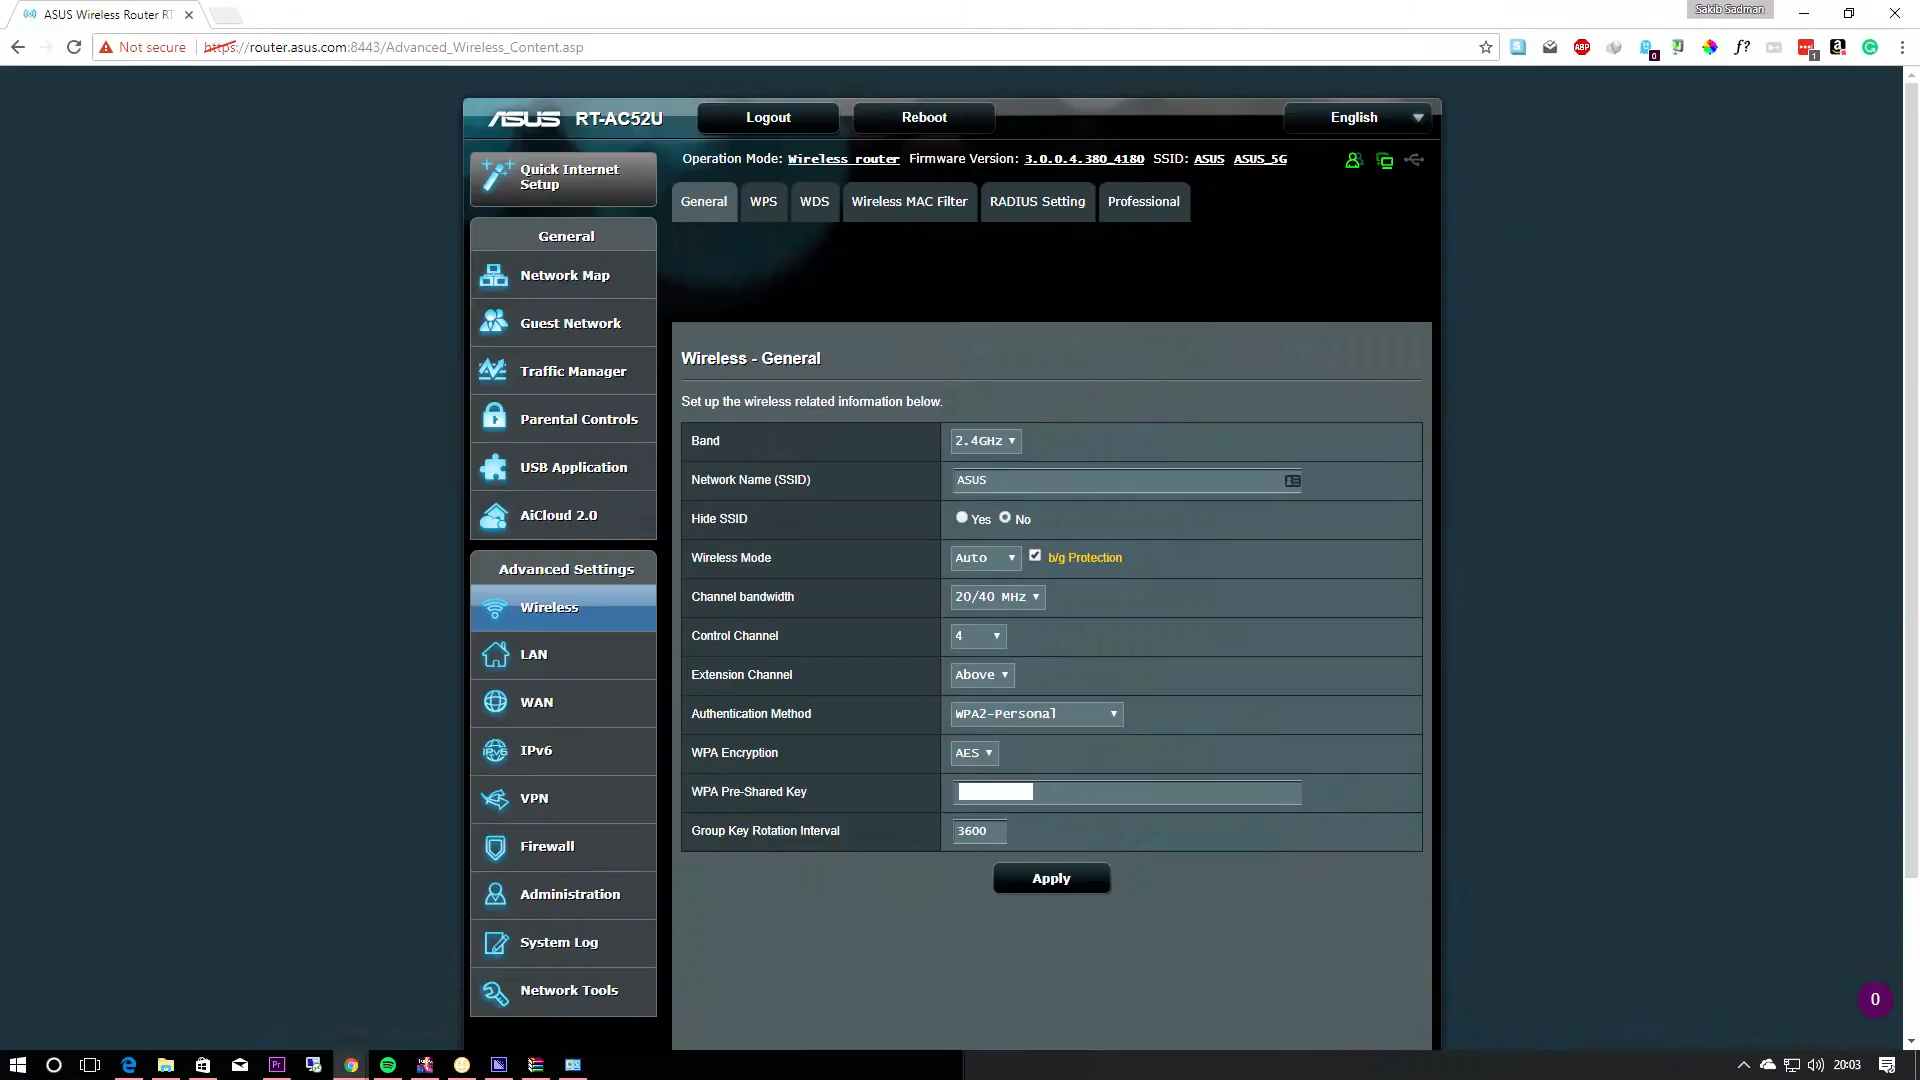 ASUS Wireless Router RT
Sakib Sadman
Not secure https://router.asus.com:8443/Advanced_Wireless_Content.asp
ABP 0 f? 1 a
ASUS RT-AC52U Logout Reboot English
Operation Mode: Wireless router Firmware Version: 3.0.0.4.380_4180 SSID: ASUS ASUS_5G
General WPS WDS Wireless MAC Filter RADIUS Setting Professional
Quick Internet
Setup
General
Network Map
Guest Network
Traffic Manager
Parental Controls
USB Application
AiCloud 2.0
Advanced Settings
Wireless
LAN
WAN
IPv6
VPN
Firewall
Administration
System Log
Network Tools
Wireless - General
Set up the wireless related information below.
Band 2.4GHz
Network Name (SSID) ASUS
Hide SSID Yes No
Wireless Mode Auto b/g Protection
Channel bandwidth 20/40 MHz
Control Channel 4
Extension Channel Above
Authentication Method WPA2-Personal
WPA Encryption AES
WPA Pre-Shared Key
Group Key Rotation Interval 3600
Apply
0
Pr
20:03